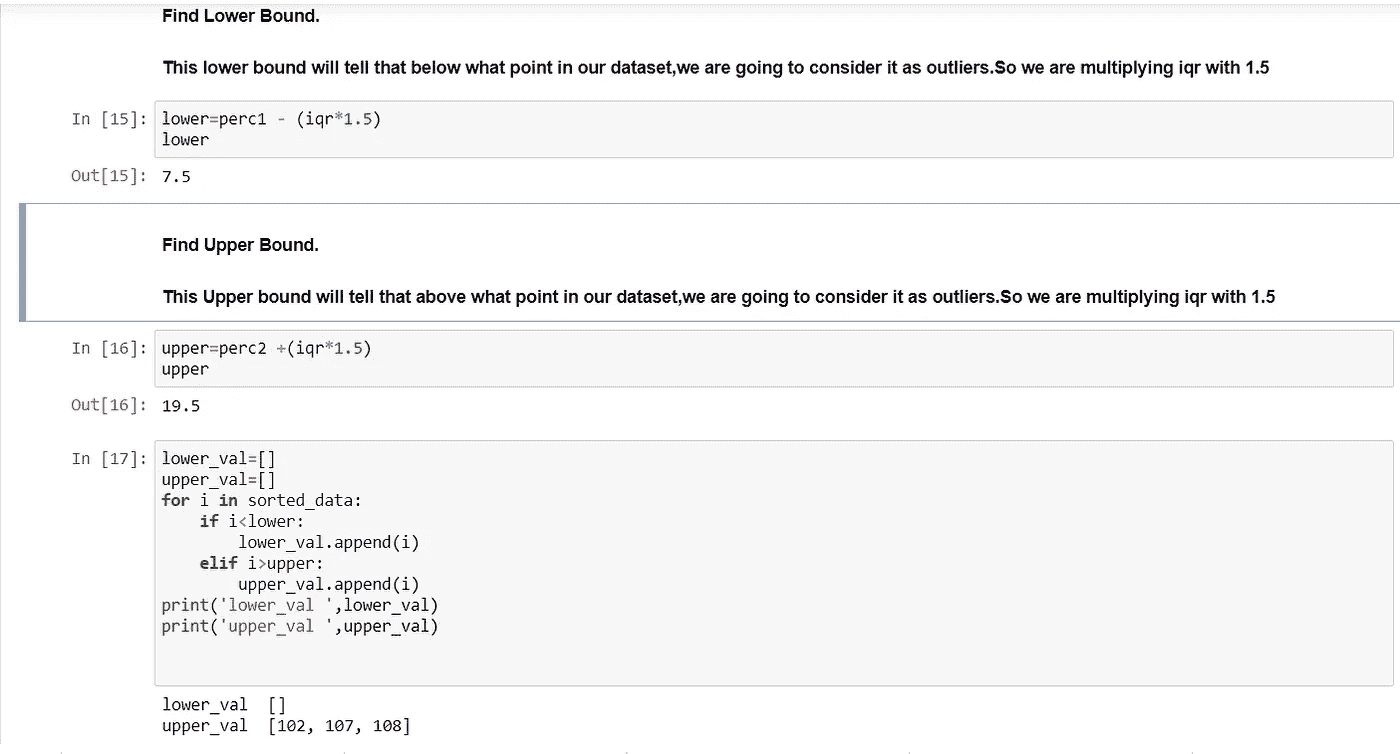 Find Lower Bound.
This lower bound will tell that below what point in our dataset,we are going to consider it as outliers.So we are multiplying iqr with 1.5
In [15]: lower=perc1 - (iqr*1.5)
lower
Out[15]: 7.5
Find Upper Bound.
This Upper bound will tell that above what point in our dataset,we are going to consider it as outliers.So we are multiplying iqr with 1.5
In [16]: upper=perc2 +(iqr*1.5)
upper
Out[16]: 19.5
In [17]: lower_val=[]
upper_val=[]
for i in sorted_data:
    if i<lower:
        lower_val.append(i)
    elif i>upper:
        upper_val.append(i)
print('lower_val ',lower_val)
print('upper_val ',upper_val)
lower_val  []
upper_val  [102, 107, 108]